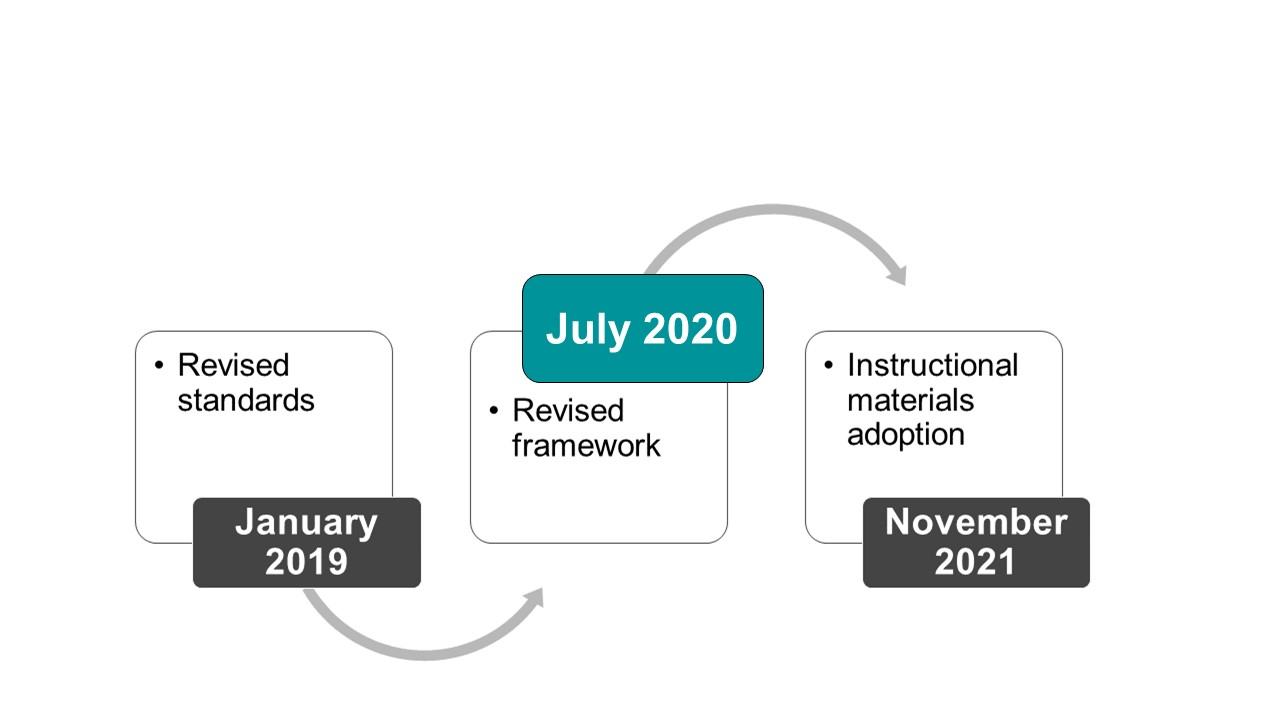 • Revised
standards
January
2019
July 2020
• Revised
framework
• Instructional
materials
adoption
November
2021